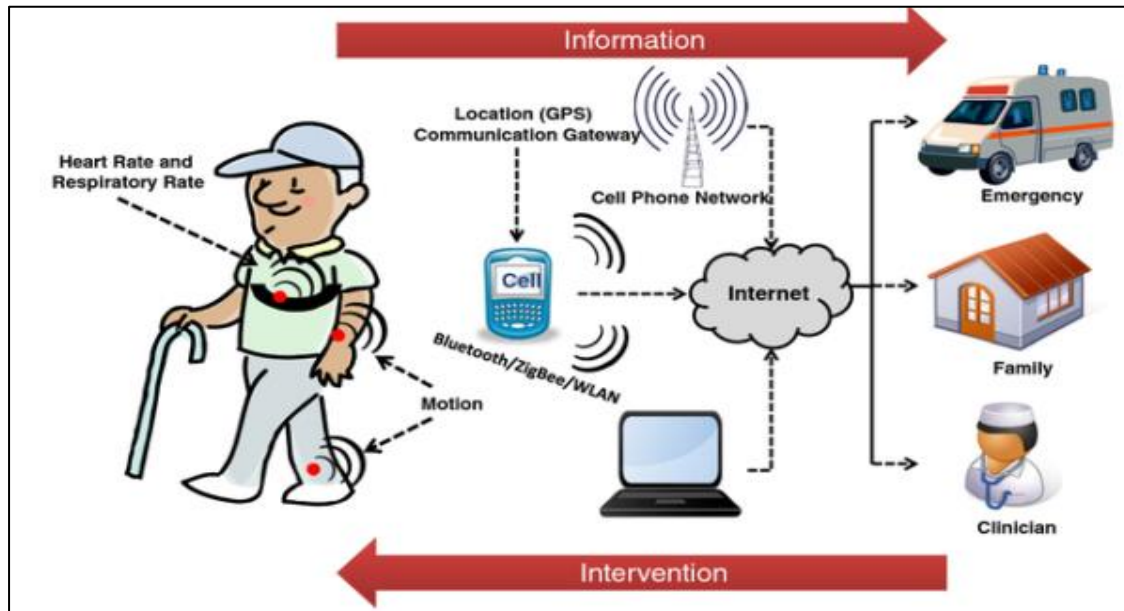 Information
Location (GPS)
Communication Gateway
Heart Rate and
Respiratory Rate
Cell Phone Network
Emergency
Cell
Internet
Bluetooth/ZigBee/WLAN
Family
Motion
Clinician
Intervention